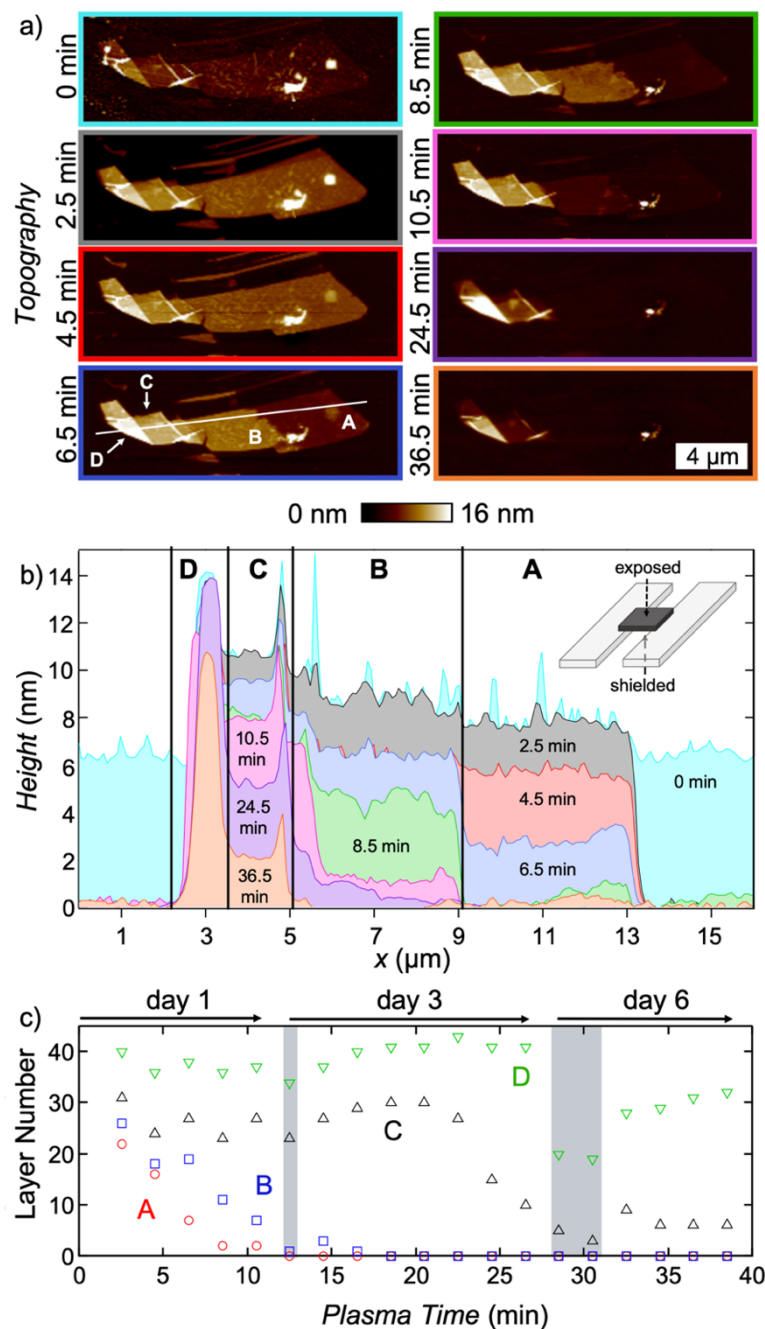 a)
Topography
0 min
2.5 min
4.5 min
6.5 min
C
D
B
A
8.5 min
10.5 min
24.5 min
36.5 min
4 μm
0 nm 16 nm
b)
D C B A
exposed
shielded
14
12
10
8
6
4
2
0
Height (nm)
10.5 min
24.5 min
36.5 min
8.5 min
2.5 min
4.5 min
6.5 min
0 min
1 3 5 7 9 11 13 15
x (μm)
c)
day 1 day 3 day 6
40
30
20
10
0
Layer Number
A
B
C
D
0 5 10 15 20 25 30 35 40
Plasma Time (min)